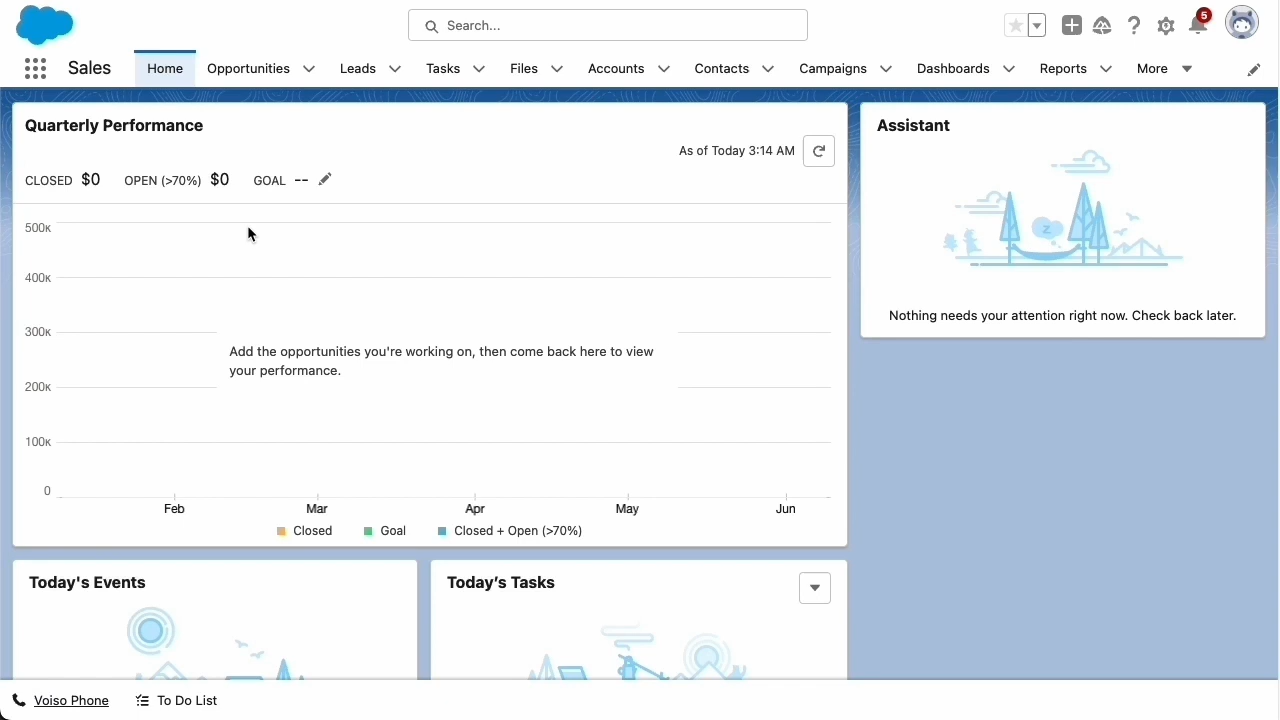 Search...
5
Sales
Home
Opportunities
Leads
Tasks
Files
Accounts
Contacts
Campaigns
Dashboards
Reports
More
Quarterly Performance
As of Today 3:14 AM
CLOSED $0 OPEN (>70%) $0 GOAL --
500K
400K
300K
200K
100K
0
Add the opportunities you're working on, then come back here to view
your performance.
Feb Mar Apr May Jun
Closed Goal Closed + Open (>70%)
Assistant
z
Nothing needs your attention right now. Check back later.
Today's Events
Today’s Tasks
Voiso Phone
To Do List